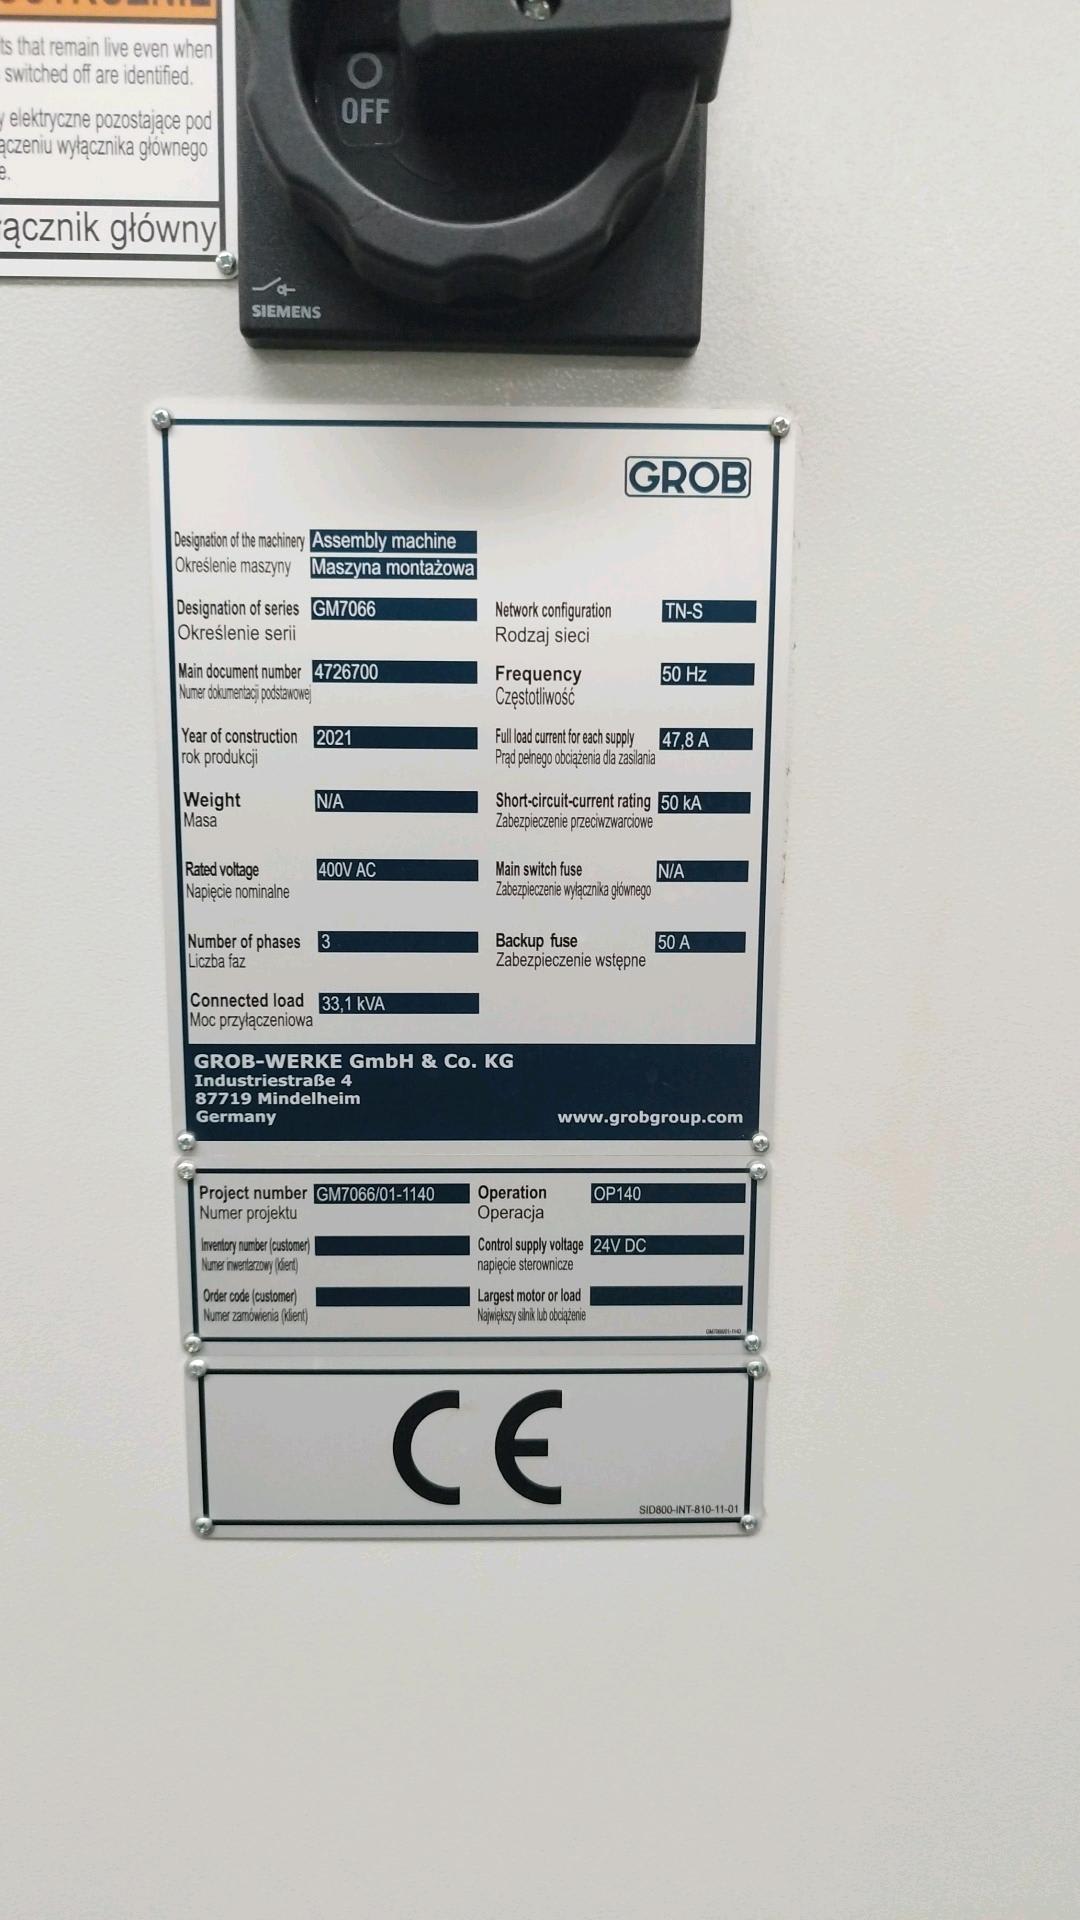 ts that remain live even when
switched off are identified.
elektryczne pozostające pod
ączeniu wyłącznika głównego
e.
ącznik główny
OFF
SIEMENS
GROB
Designation of the machinery Assembly machine
Określenie maszyny Maszyna montażowa
Designation of series GM7066
Określenie serii
Main document number 4726700
Numer dokumentacji podstawowej
Year of construction 2021
rok produkcji
Weight N/A
Masa
Rated voltage 400V AC
Napięcie nominalne
Number of phases 3
Liczba faz
Connected load 33,1 kVA
Moc przyłączeniowa
Network configuration TN-S
Rodzaj sieci
Frequency 50 Hz
Częstotliwość
Full load current for each supply 47,8 A
Prąd pełnego obciążenia dla zasilania
Short-circuit-current rating 50 kA
Zabezpieczenie przeciwzwarciowe
Main switch fuse N/A
Zabezpieczenie wyłącznika głównego
Backup fuse 50 A
Zabezpieczenie wstępne
GROB-WERKE GmbH & Co. KG
Industriestraße 4
87719 Mindelheim
Germany www.grobgroup.com
Project number GM7066/01-1140
Numer projektu
Inventory number (customer)
Numer inwentarzowy (klient)
Order code (customer)
Numer zamówienia (klient)
Operation OP140
Operacja
Control supply voltage 24V DC
napięcie sterownicze
Largest motor or load
Największy silnik lub obciążenie
GM7066/01-1140
CE
SID800-INT-810-11-01